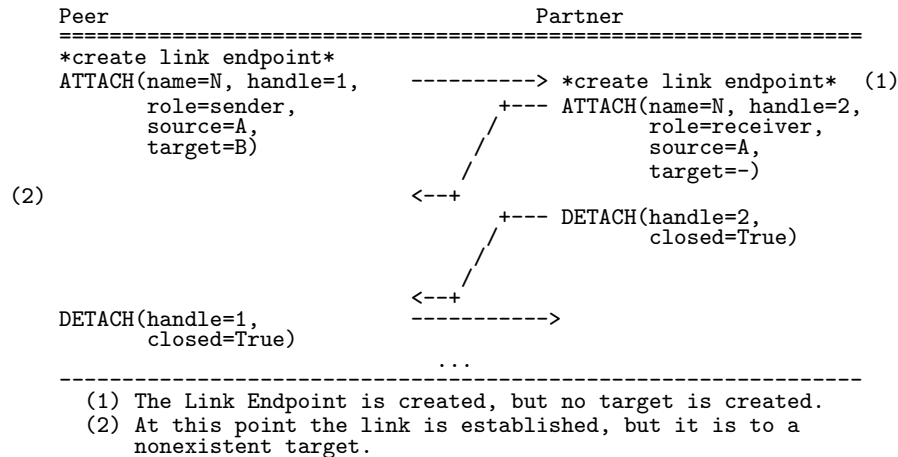 Peer                                  Partner
================================================================
*create link endpoint*
ATTACH(name=N, handle=1,    ----------> *create link endpoint*  (1)
       role=sender,                +--- ATTACH(name=N, handle=2,
       source=A,                  /            role=receiver,
       target=B)                 /             source=A,
                                /              target=-)
(2)                         <--+
                                   +--- DETACH(handle=2,
                                  /            closed=True)
                                 /
                                /
                            <--+
DETACH(handle=1,            ----------->
       closed=True)
                              ...
----------------------------------------------------------------
(1) The Link Endpoint is created, but no target is created.
(2) At this point the link is established, but it is to a
nonexistent target.